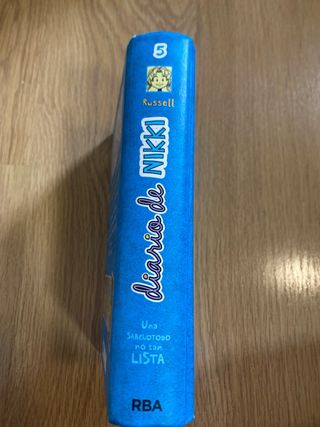 5
Russell
diario de NIKKI
Una
SABELOTODO
no tan
LISTA
RBA